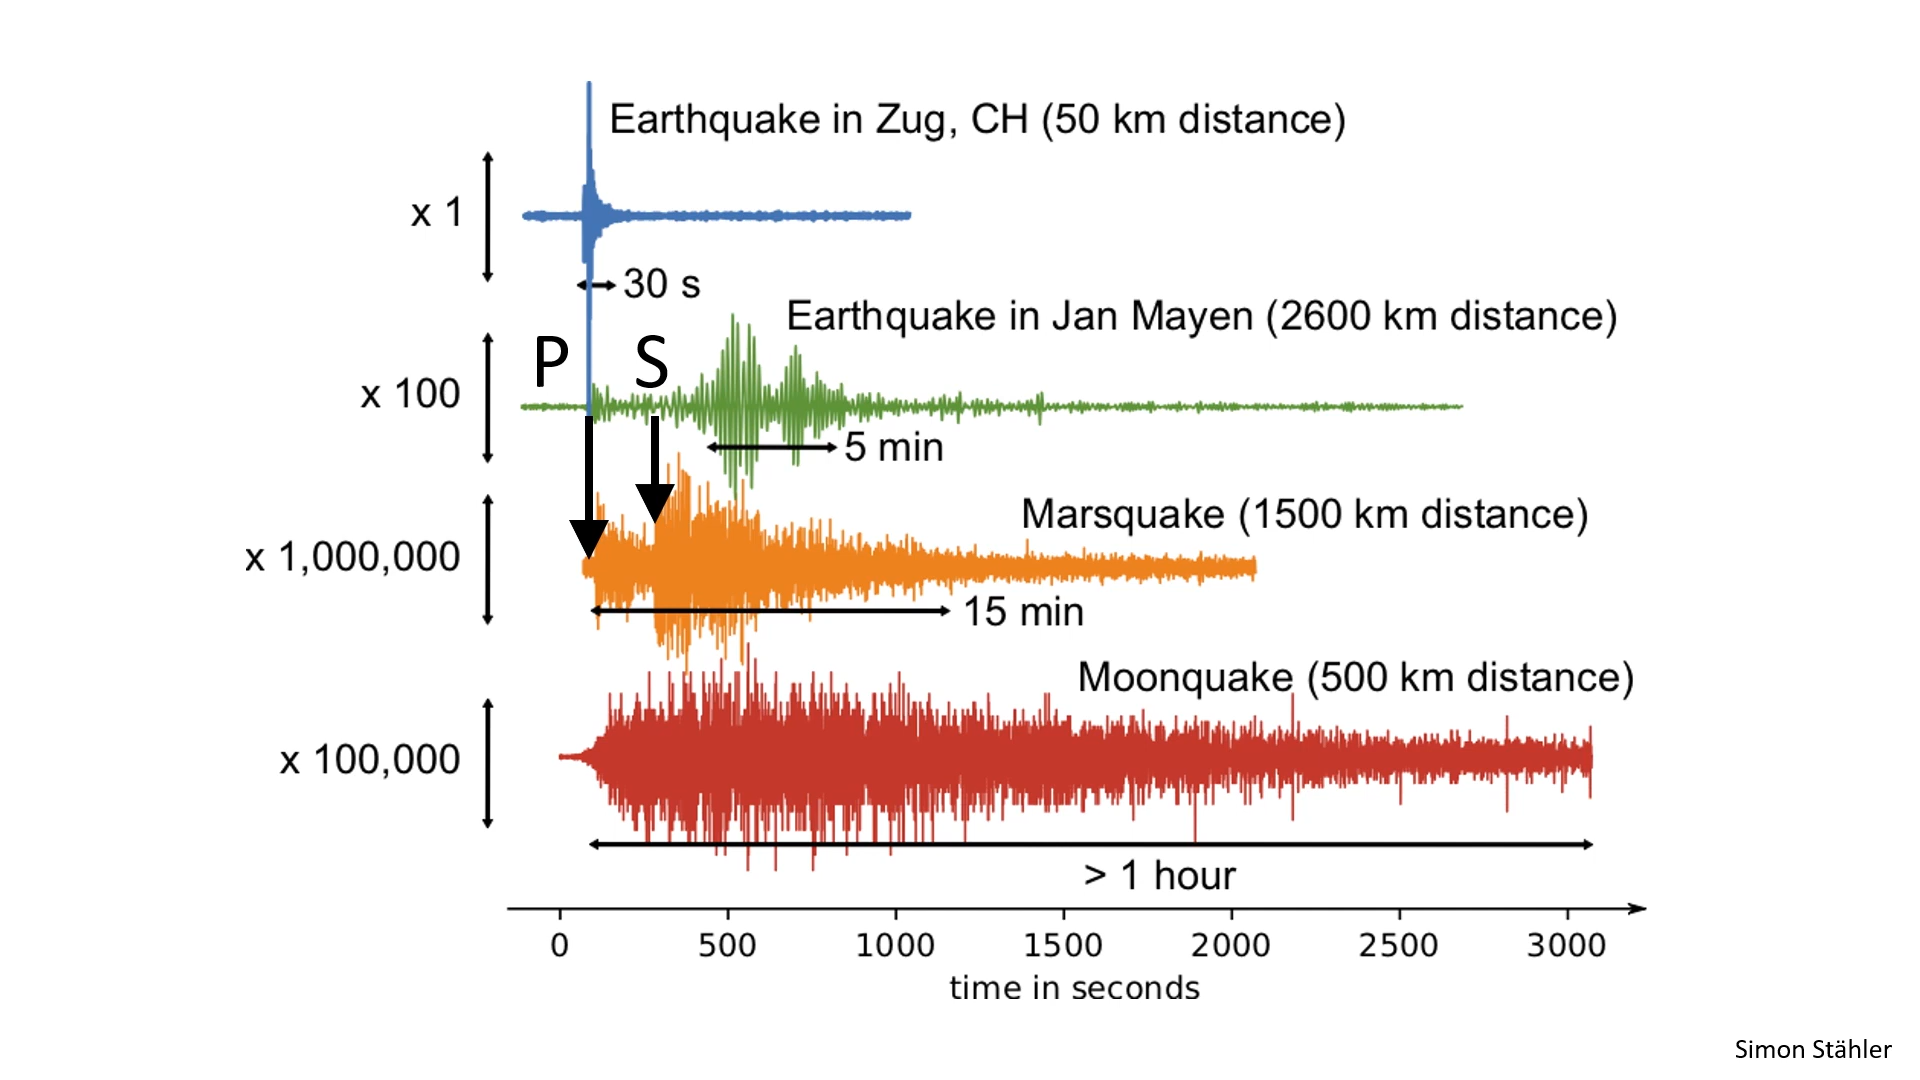 Earthquake in Zug, CH (50 km distance)
x 1
30 s
Earthquake in Jan Mayen (2600 km distance)
P S
x 100
5 min
Marsquake (1500 km distance)
x 1,000,000
15 min
Moonquake (500 km distance)
x 100,000
> 1 hour
0 500 1000 1500 2000 2500 3000
time in seconds
Simon Stähler